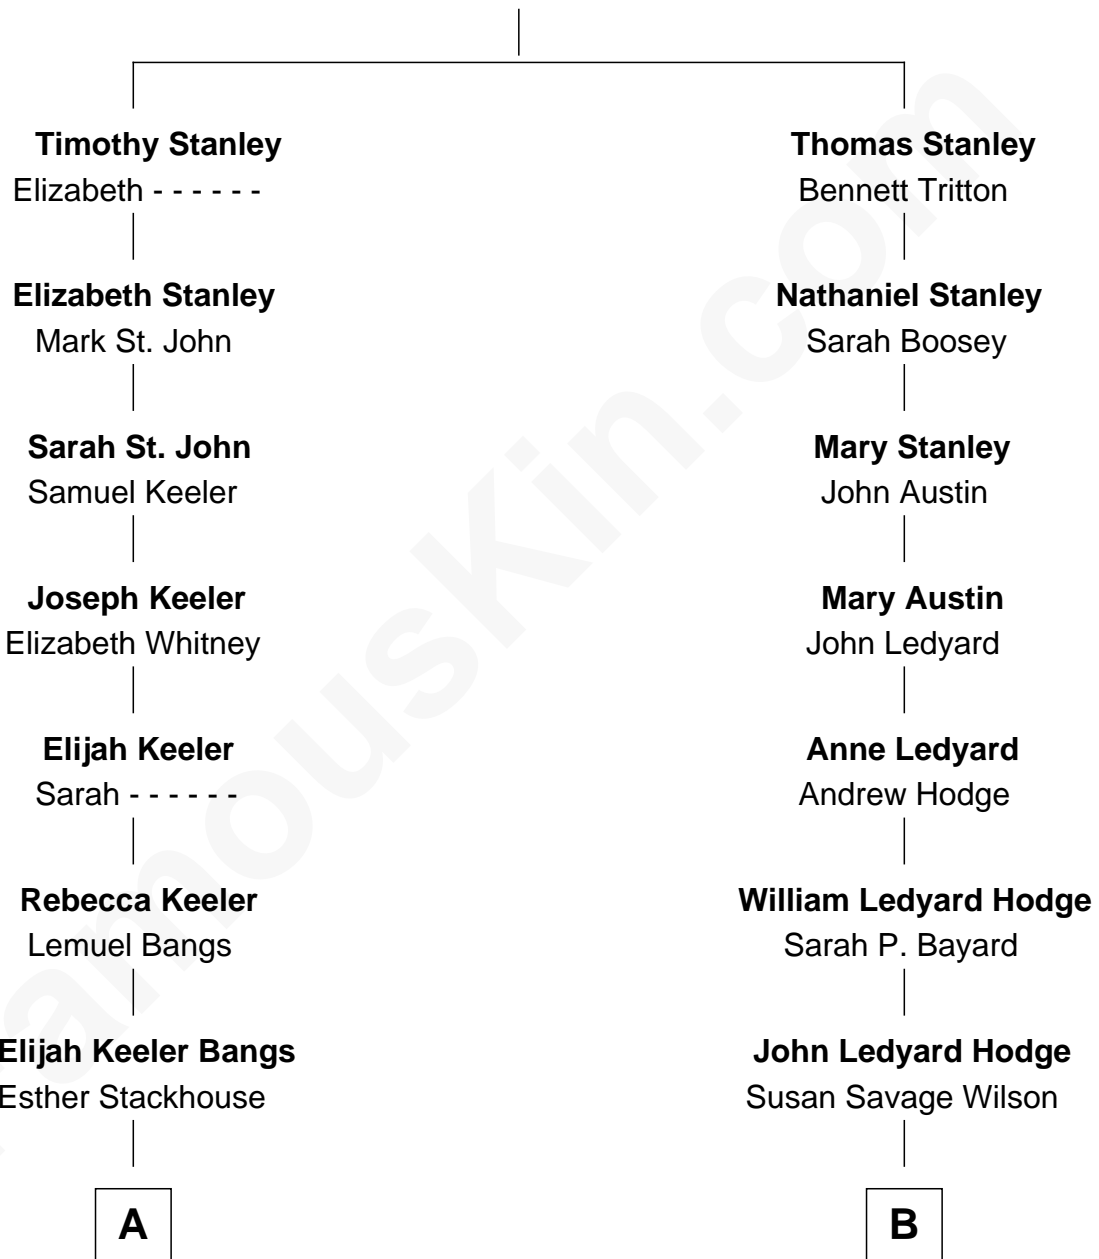 Timothy Stanley
Elizabeth - - - - - -
Elizabeth Stanley
Mark St. John
Sarah St. John
Samuel Keeler
Joseph Keeler
Elizabeth Whitney
Elijah Keeler
Sarah - - - - - -
Rebecca Keeler
Lemuel Bangs
Elijah Keeler Bangs
Esther Stackhouse
A
Thomas Stanley
Bennett Tritton
Nathaniel Stanley
Sarah Boosey
Mary Stanley
John Austin
Mary Austin
John Ledyard
Anne Ledyard
Andrew Hodge
William Ledyard Hodge
Sarah P. Bayard
John Ledyard Hodge
Susan Savage Wilson
B
FamousKin.com